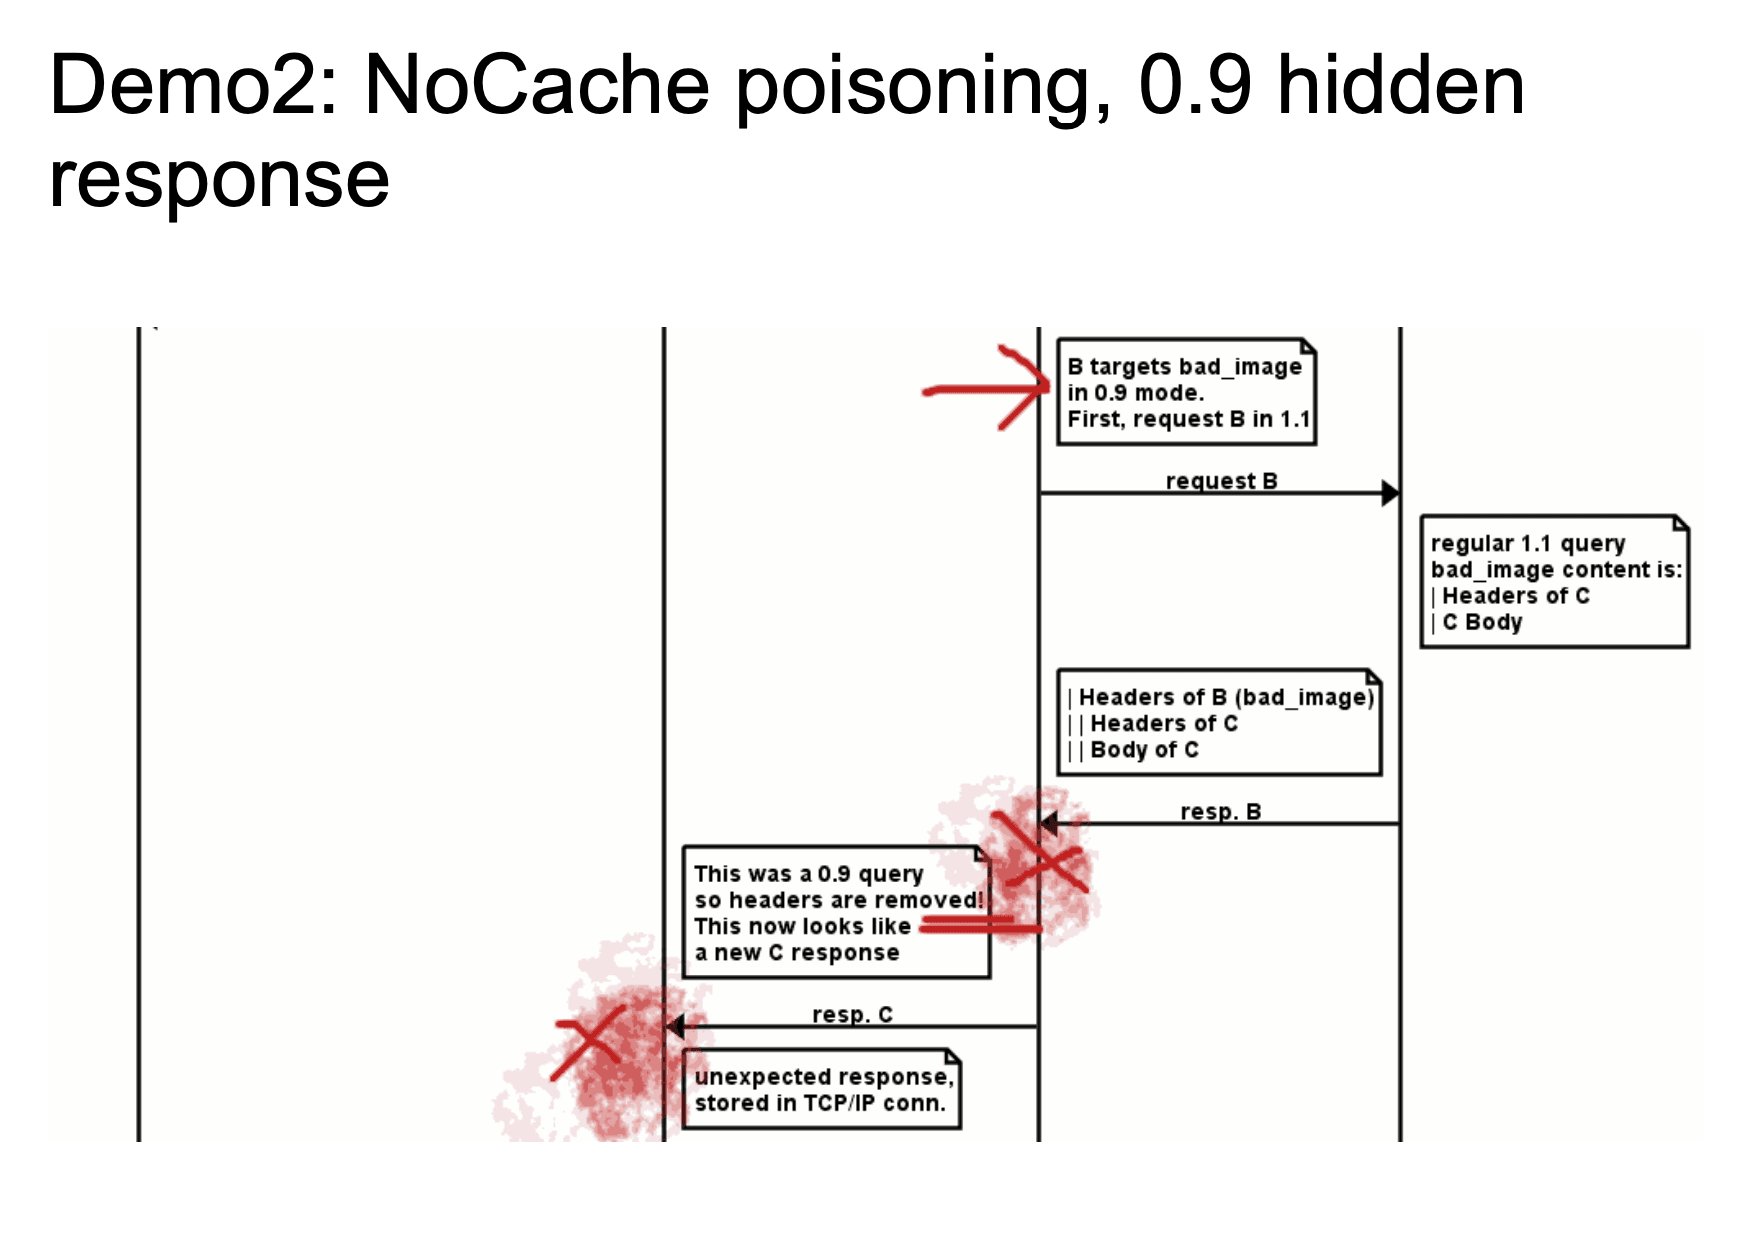 Demo2: NoCache poisoning, 0.9 hidden
response
B targets bad_image
in 0.9 mode.
First, request B in 1.1
request B
regular 1.1 query
bad_image content is:
| Headers of C
| C Body
| Headers of B (bad_image)
| | Headers of C
| | Body of C
resp. B
This was a 0.9 query
so headers are removed!
This now looks like
a new C response
resp. C
unexpected response,
stored in TCP/IP conn.